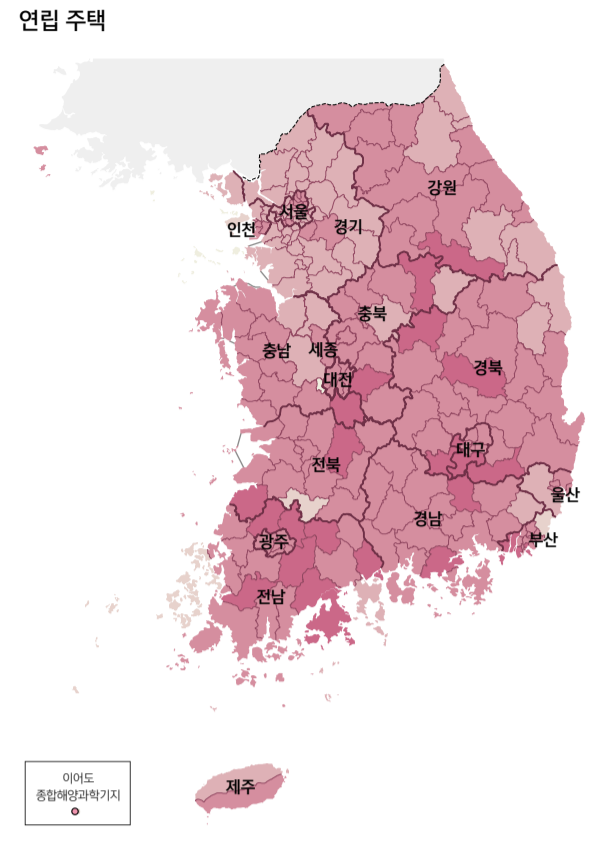 연립 주택
강원
서울
인천
경기
충북
충남
세종
대전
경북
대구
전북
울산
경남
부산
광주
전남
제주
이어도
종합해양과학기지